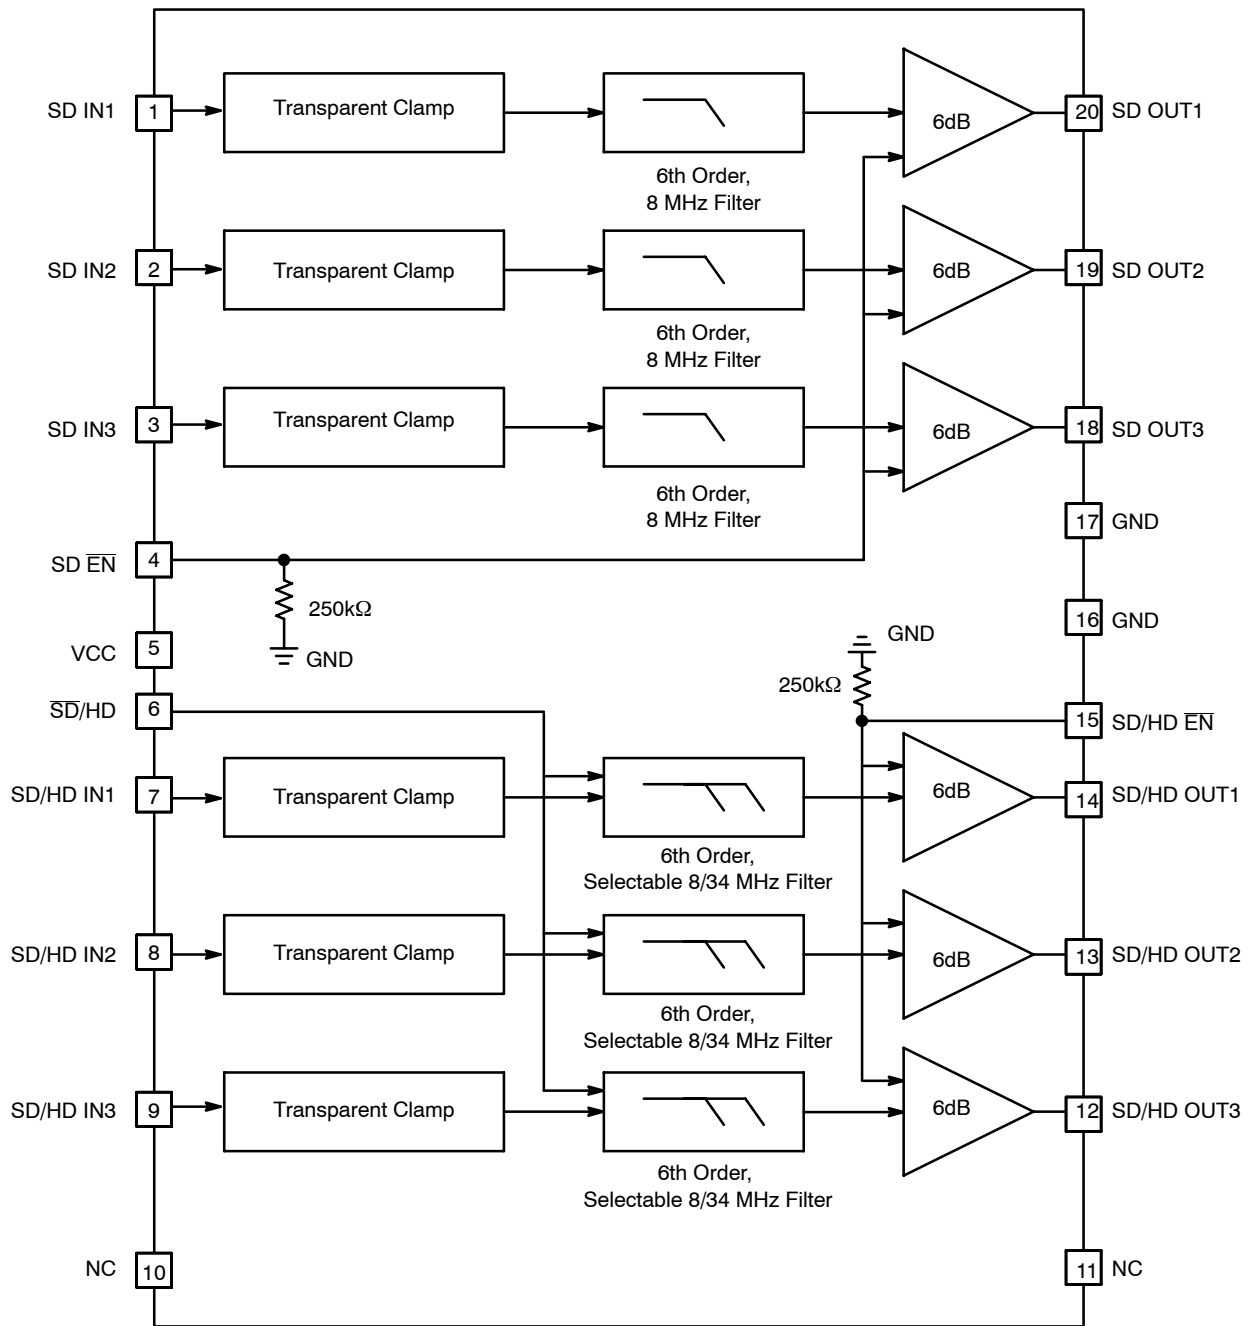 SD IN1 1 Transparent Clamp 6dB 20 SD OUT1
6th Order,
8 MHz Filter
SD IN2 2 Transparent Clamp 6dB 19 SD OUT2
6th Order,
8 MHz Filter
SD IN3 3 Transparent Clamp 6dB 18 SD OUT3
6th Order,
8 MHz Filter
17 GND
SD E̅N̅ 4
250kΩ
GND
16 GND
VCC 5
GND
250kΩ
S̅D̅/HD 6
15 SD/HD E̅N̅
SD/HD IN1 7 Transparent Clamp 6dB 14 SD/HD OUT1
6th Order,
Selectable 8/34 MHz Filter
SD/HD IN2 8 Transparent Clamp 6dB 13 SD/HD OUT2
6th Order,
Selectable 8/34 MHz Filter
SD/HD IN3 9 Transparent Clamp 6dB 12 SD/HD OUT3
6th Order,
Selectable 8/34 MHz Filter
NC 10 11 NC